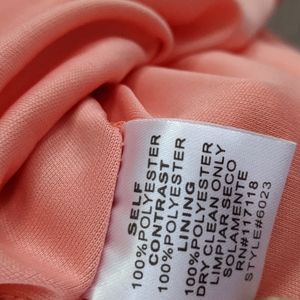 SELF
100%POLYESTER
CONTRAST
100%POLYESTER
LINING
100%POLYESTER
DRY CLEAN ONLY
LIMPIAR SECO
SOLAMENTE
RN#117118
STYLE#6023